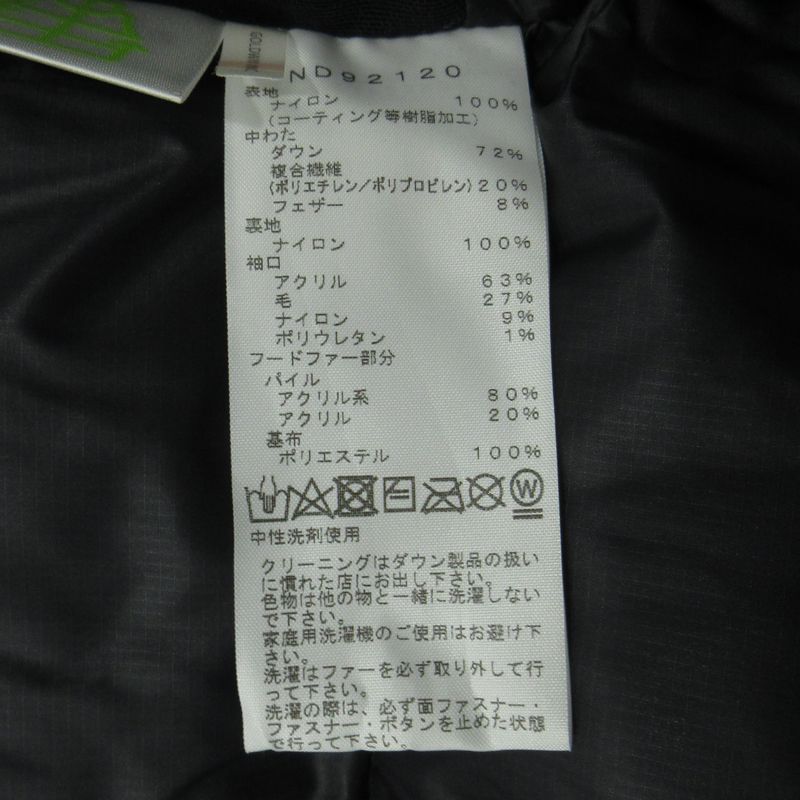 GOLDWIN
ND92120
表地
ナイロン 100%
(コーティング等樹脂加工)
中わた
ダウン 72%
複合繊維
(ポリエチレン/ポリプロピレン) 20%
フェザー 8%
裏地
ナイロン 100%
袖口
アクリル 63%
毛 27%
ナイロン 9%
ポリウレタン 1%
フードファー部分
パイル
アクリル系 80%
アクリル 20%
基布
ポリエステル 100%
W
中性洗剤使用
クリーニングはダウン製品の扱い
に慣れた店にお出し下さい。
色物は他の物と一緒に洗濯しない
で下さい。
家庭用洗濯機のご使用はお避け下
さい。
洗濯はファーを必ず取り外して行
って下さい。
洗濯の際は、必ず面ファスナー・
ファスナー・ボタンを止めた状態
で行って下さい。